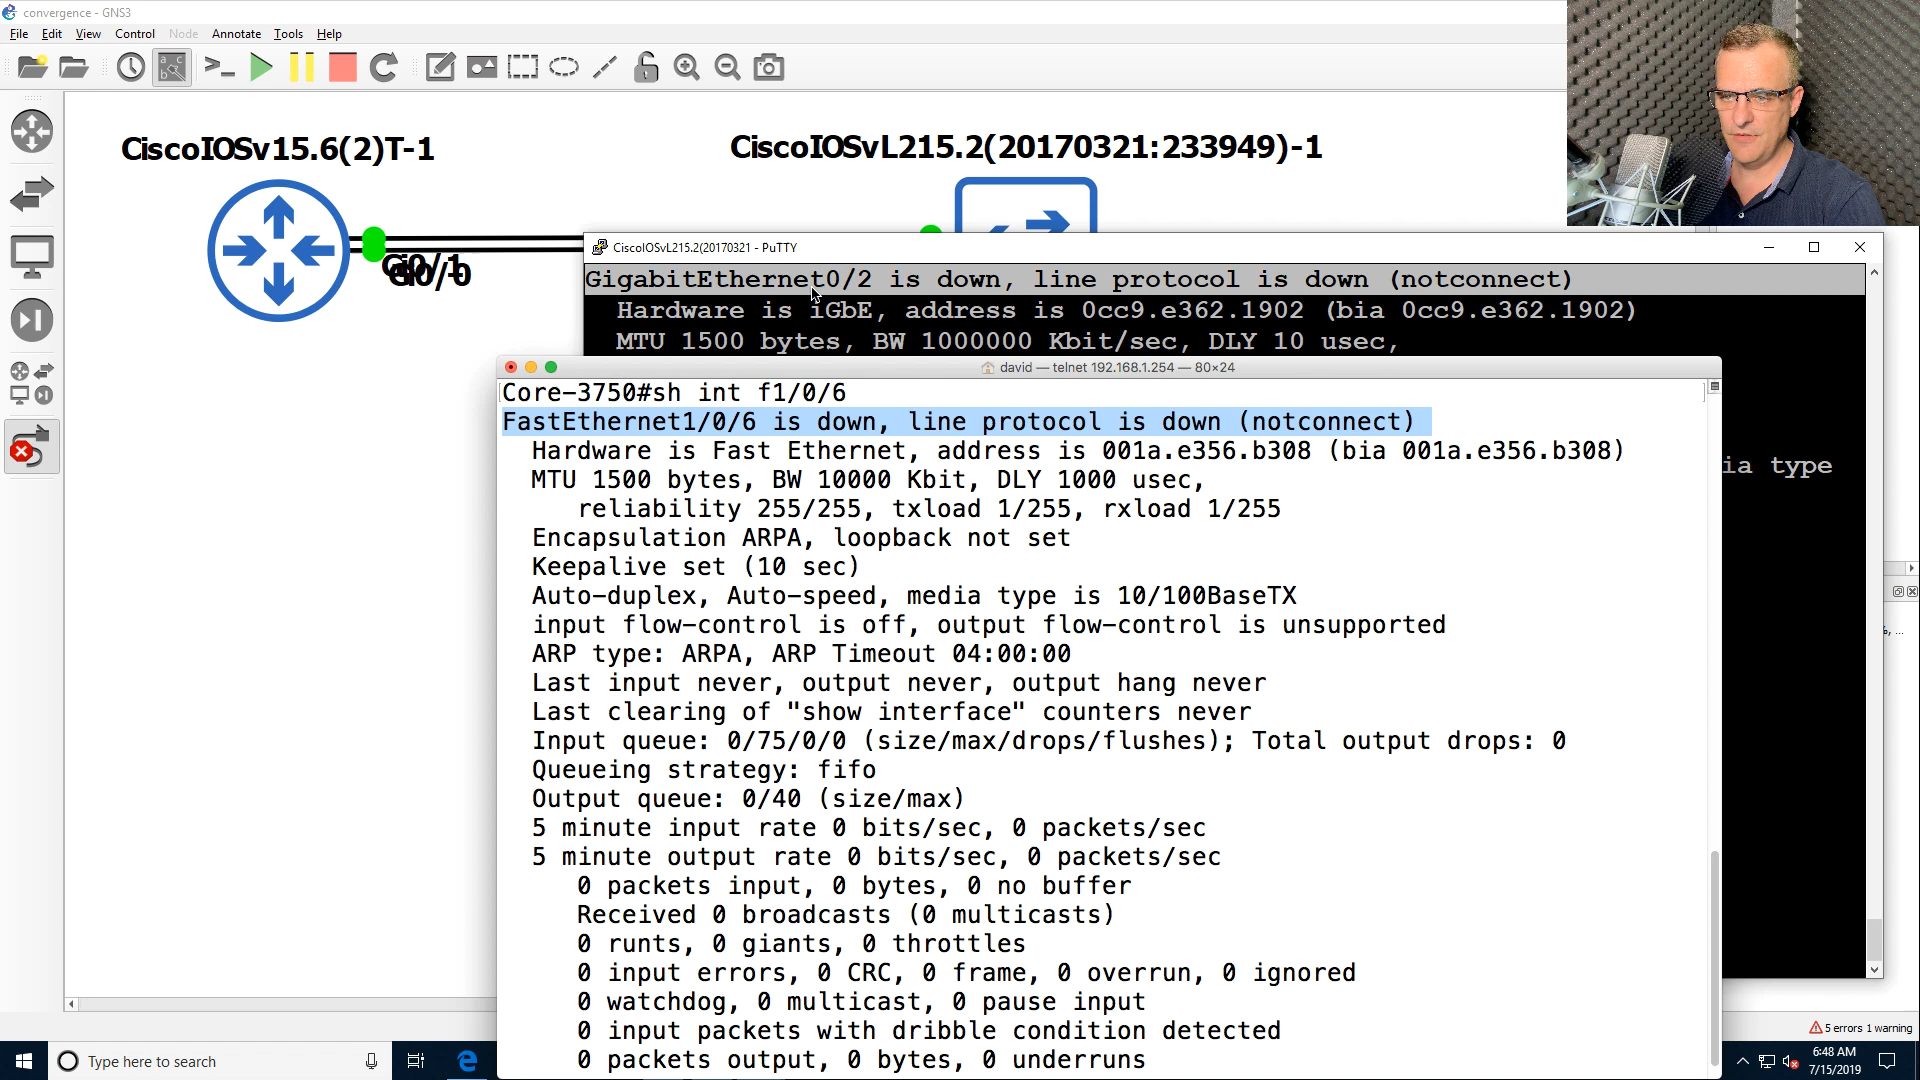 convergence - GNS3
File Edit View Control Node Annotate Tools Help
CiscoIOSv15.6(2)T-1
CiscoIOSvL215.2(20170321:233949)-1
CiscoIOSvL215.2(20170321 - PuTTY
GigabitEthernet0/2 is down, line protocol is down (notconnect)
Hardware is iGbE, address is 0cc9.e362.1902 (bia 0cc9.e362.1902)
MTU 1500 bytes, BW 1000000 Kbit/sec, DLY 10 usec,
ia type
Gi0/1
Gi0/0
david — telnet 192.168.1.254 — 80×24
Core-3750#sh int f1/0/6
FastEthernet1/0/6 is down, line protocol is down (notconnect)
Hardware is Fast Ethernet, address is 001a.e356.b308 (bia 001a.e356.b308)
MTU 1500 bytes, BW 10000 Kbit, DLY 1000 usec,
reliability 255/255, txload 1/255, rxload 1/255
Encapsulation ARPA, loopback not set
Keepalive set (10 sec)
Auto-duplex, Auto-speed, media type is 10/100BaseTX
input flow-control is off, output flow-control is unsupported
ARP type: ARPA, ARP Timeout 04:00:00
Last input never, output never, output hang never
Last clearing of "show interface" counters never
Input queue: 0/75/0/0 (size/max/drops/flushes); Total output drops: 0
Queueing strategy: fifo
Output queue: 0/40 (size/max)
5 minute input rate 0 bits/sec, 0 packets/sec
5 minute output rate 0 bits/sec, 0 packets/sec
0 packets input, 0 bytes, 0 no buffer
Received 0 broadcasts (0 multicasts)
0 runts, 0 giants, 0 throttles
0 input errors, 0 CRC, 0 frame, 0 overrun, 0 ignored
0 watchdog, 0 multicast, 0 pause input
0 input packets with dribble condition detected
0 packets output, 0 bytes, 0 underruns
5 errors 1 warning
Type here to search
6:48 AM
7/15/2019